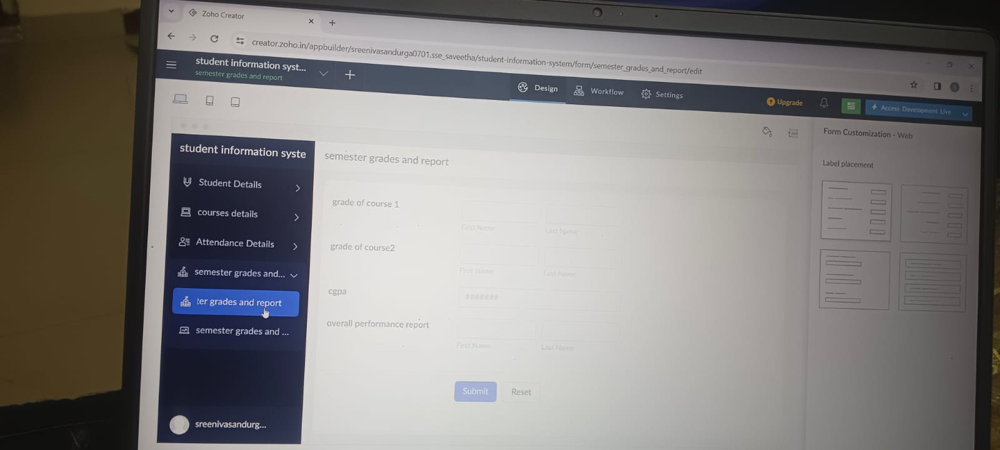 Zoho Creator
creator.zoho.in/appbuilder/sreenivasandurga0701.sse_saveetha/student-information-system/form/semester_grades_and_report/edit
student information syst...
semester grades and report
Design
Workflow
Settings
Upgrade
Access Development Live
Form Customization - Web
Label placement
student information syste
Student Details
courses details
Attendance Details
semester grades and...
ter grades and report
semester grades and ...
sreenivasandurg...
semester grades and report
grade of course 1
First Name
Last Name
grade of course2
First Name
Last Name
cgpa
#######
overall performance report
First Name
Last Name
Submit
Reset